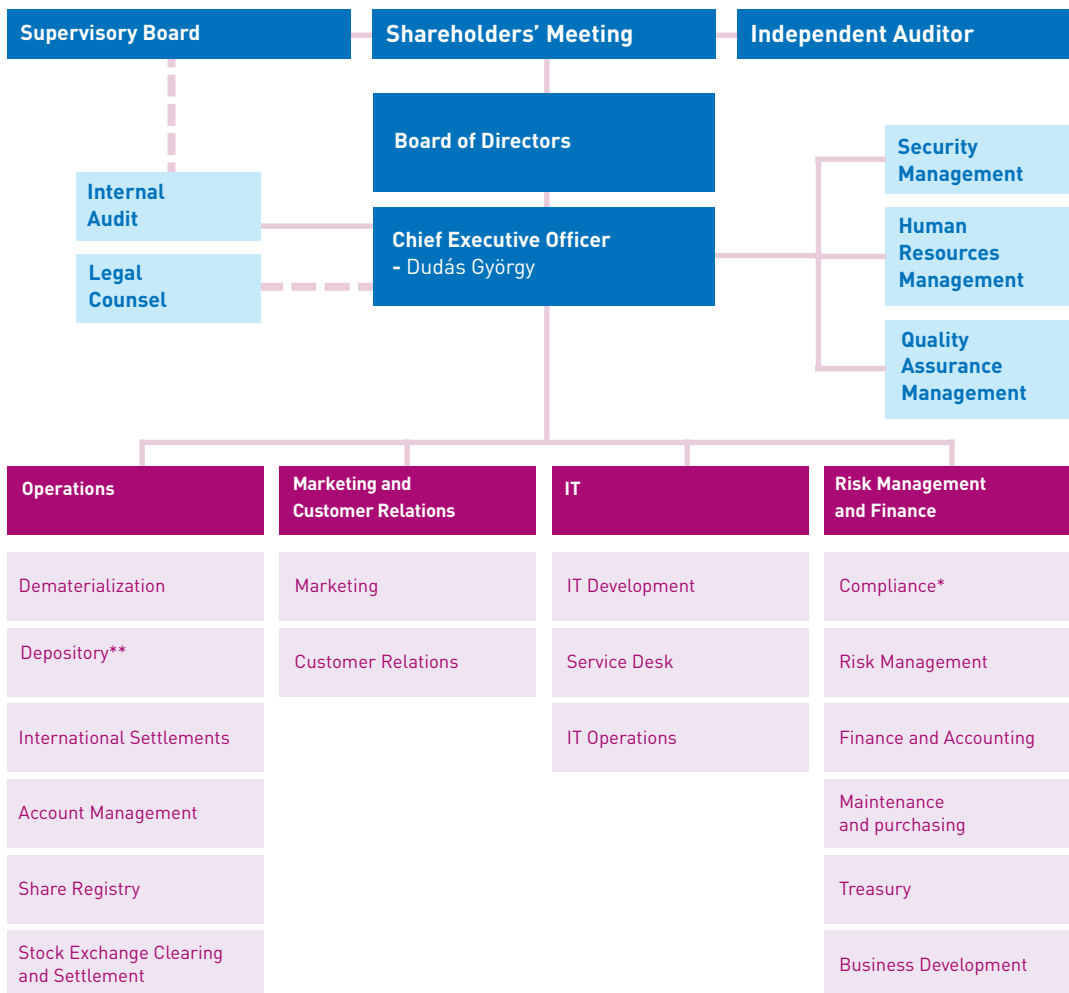 Supervisory Board
Shareholders’ Meeting
Independent Auditor
Board of Directors
Security
Management
Internal
Audit
Chief Executive Officer
- Dudás György
Human
Resources
Management
Legal
Counsel
Quality
Assurance
Management
Operations
Marketing and
Customer Relations
IT
Risk Management
and Finance
Dematerialization
Marketing
IT Development
Compliance*
Depository**
Customer Relations
Service Desk
Risk Management
International Settlements
IT Operations
Finance and Accounting
Account Management
Maintenance
and purchasing
Share Registry
Treasury
Stock Exchange Clearing
and Settlement
Business Development